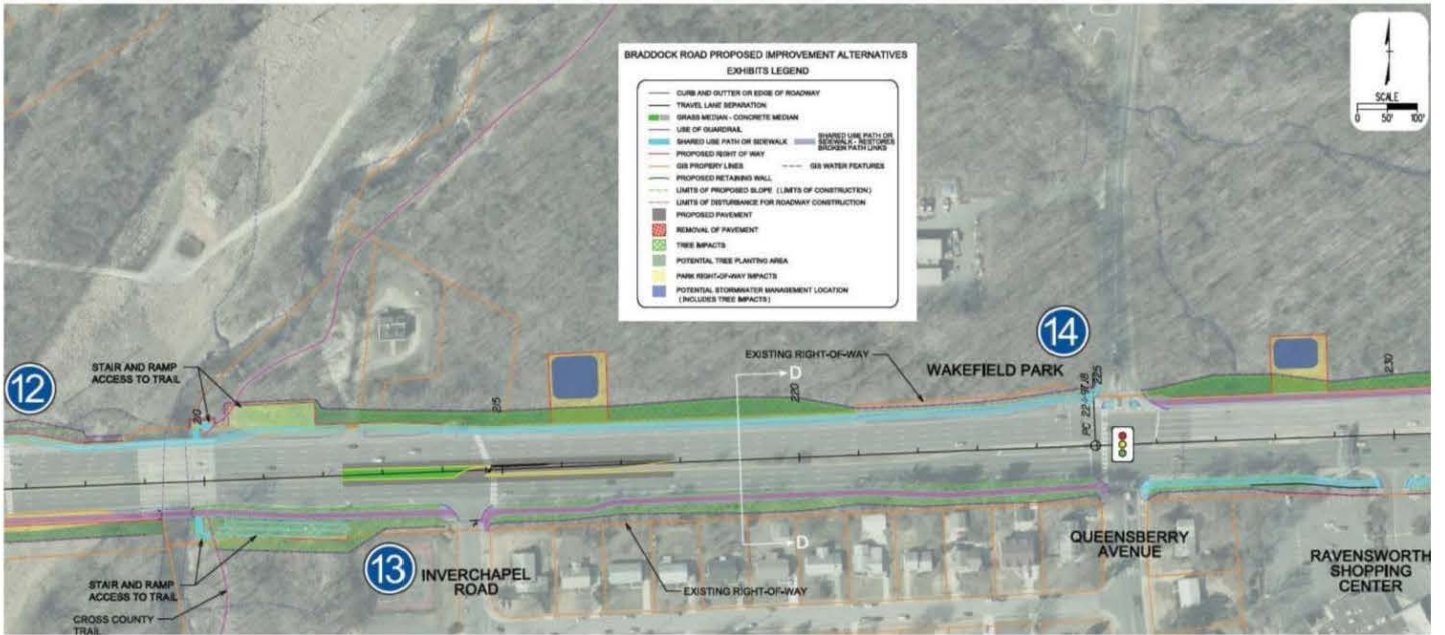 BRADDOCK ROAD PROPOSED IMPROVEMENT ALTERNATIVES
EXHIBITS LEGEND
CURB AND GUTTER OR EDGE OF ROADWAY
TRAVEL LANE SEPARATION
GRASS MEDIAN - CONCRETE MEDIAN
USE OF GUARDRAIL
SHARED USE PATH OR SIDEWALK
SHARED USE PATH OR
SIDEWALK - RESTORES
BROKEN PATH LINKS
PROPOSED RIGHT OF WAY
GIS PROPERY LINES
GIS WATER FEATURES
PROPOSED RETAINING WALL
LIMITS OF PROPOSED SLOPE (LIMITS OF CONSTRUCTION)
LIMITS OF DISTURBANCE FOR ROADWAY CONSTRUCTION
PROPOSED PAVEMENT
REMOVAL OF PAVEMENT
TREE IMPACTS
POTENTIAL TREE PLANTING AREA
PARK RIGHT-OF-WAY IMPACTS
POTENTIAL STORMWATER MANAGEMENT LOCATION
(INCLUDES TREE IMPACTS)
SCALE
0 50' 100'
12
STAIR AND RAMP
ACCESS TO TRAIL
210
215
EXISTING RIGHT-OF-WAY
D
220
WAKEFIELD PARK
14
225
230
STAIR AND RAMP
ACCESS TO TRAIL
CROSS COUNTY
TRAIL
13
INVERCHAPEL
ROAD
EXISTING RIGHT-OF-WAY
D
QUEENSBERRY
AVENUE
RAVENSWORTH
SHOPPING
CENTER